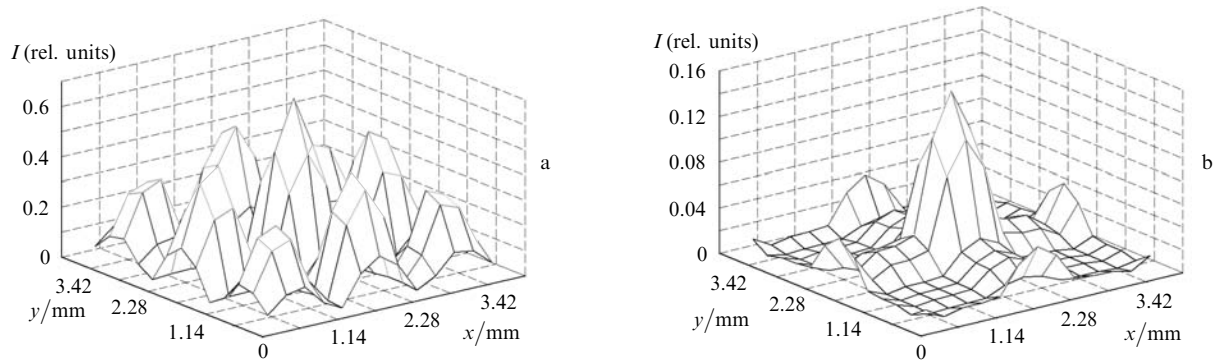 I (rel. units)
0.6
0.4
0.2
0
3.42
2.28
1.14
0
y/mm
1.14
2.28
3.42
x/mm
a
I (rel. units)
0.16
0.12
0.08
0.04
0
3.42
2.28
1.14
0
y/mm
1.14
2.28
3.42
x/mm
b